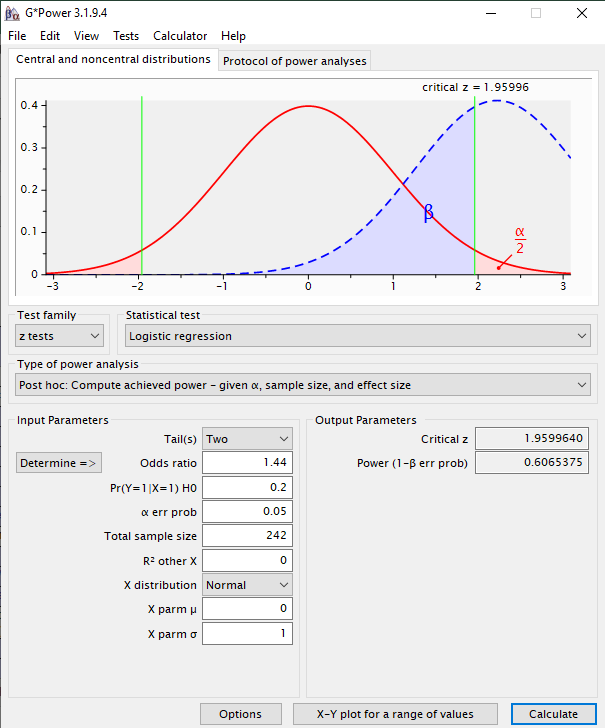 βα G*Power 3.1.9.4
File Edit View Tests Calculator Help
Central and noncentral distributions Protocol of power analyses
critical z = 1.95996
0.4
0.3
0.2
β
0.1
α
2
0
-3 -2 -1 0 1 2 3
Test family Statistical test
z tests Logistic regression
Type of power analysis
Post hoc: Compute achieved power - given α, sample size, and effect size
Input Parameters Output Parameters
Tail(s) Two Critical z 1.9599640
Determine => Odds ratio 1.44 Power (1-β err prob) 0.6065375
Pr(Y=1|X=1) H0 0.2
α err prob 0.05
Total sample size 242
R² other X 0
X distribution Normal
X parm μ 0
X parm σ 1
Options X-Y plot for a range of values Calculate